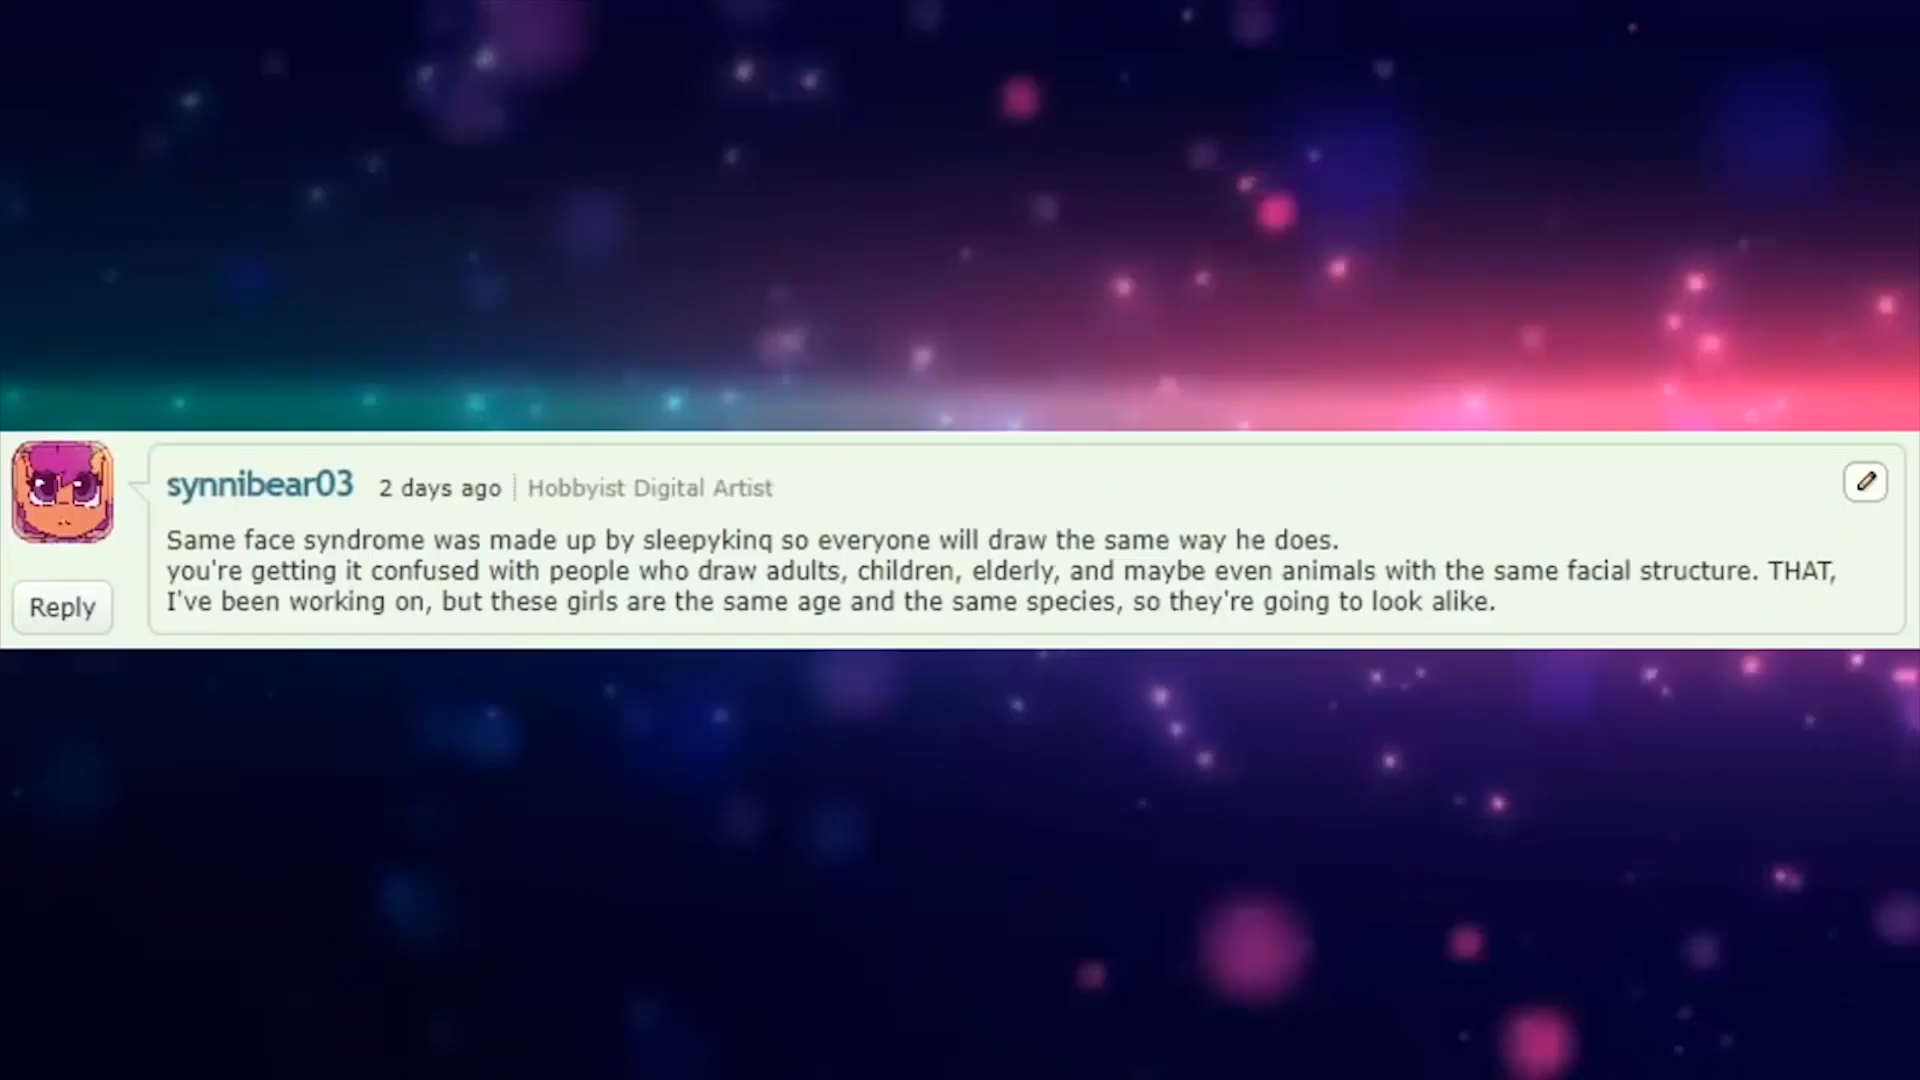 synnibear03 2 days ago Hobbyist Digital Artist
Same face syndrome was made up by sleepykinq so everyone will draw the same way he does.
you're getting it confused with people who draw adults, children, elderly, and maybe even animals with the same facial structure. THAT,
I've been working on, but these girls are the same age and the same species, so they're going to look alike.
Reply